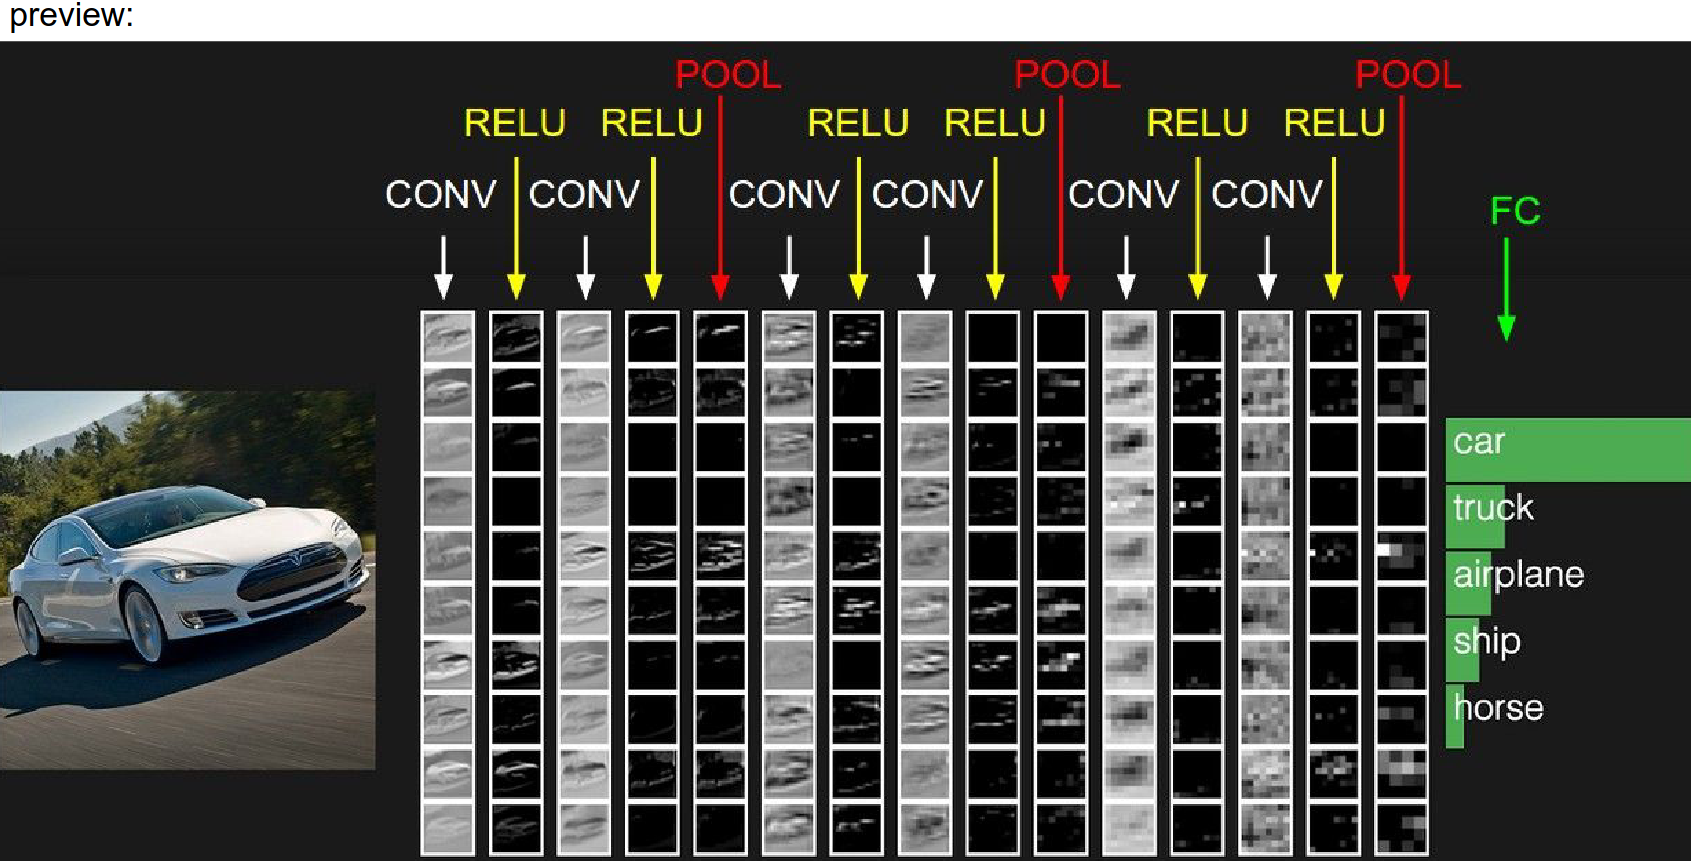 preview:
POOL POOL POOL
RELU RELU RELU RELU RELU RELU
CONV CONV CONV CONV CONV CONV
FC
car
truck
airplane
ship
horse